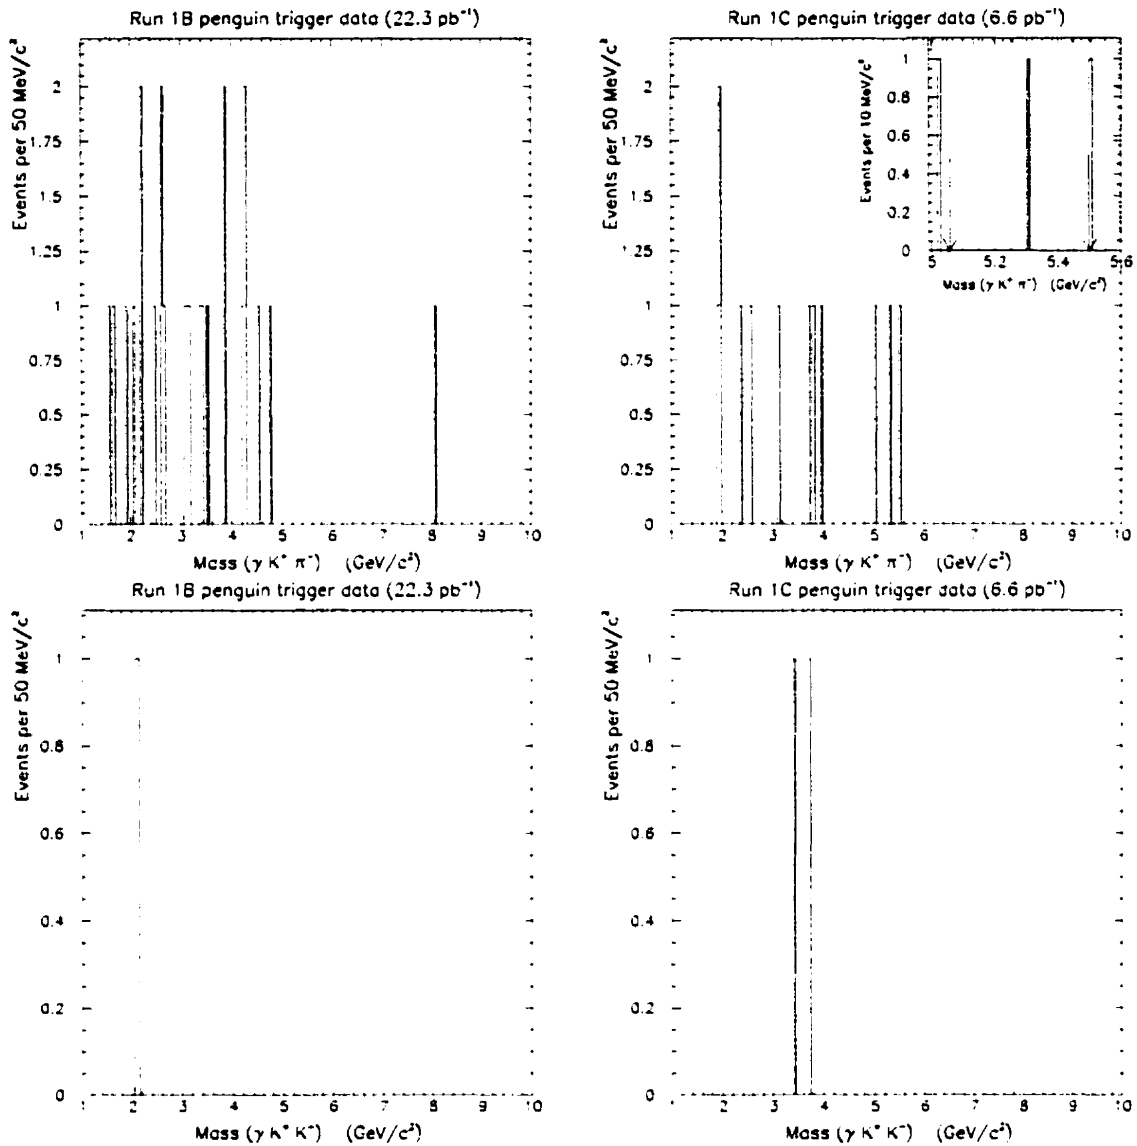 Run 1B penguin trigger data (22.3 pb⁻¹)
Events per 50 MeV/c²
2
1.75
1.5
1.25
1
0.75
0.5
0.25
0
1 2 3 4 5 6 7 8 9 10
Mass (γ K⁺ π⁻) (GeV/c²)
Run 1C penguin trigger data (6.6 pb⁻¹)
Events per 50 MeV/c²
2
1.75
1.5
1.25
1
0.75
0.5
0.25
0
1 2 3 4 5 6 7 8 9 10
Mass (γ K⁺ π⁻) (GeV/c²)
Events per 10 MeV/c²
1
0.8
0.6
0.4
0.2
0
5 5.2 5.4 5.6
Mass (γ K⁺ π⁻) (GeV/c²)
Run 1B penguin trigger data (22.3 pb⁻¹)
Events per 50 MeV/c²
1
0.8
0.6
0.4
0.2
0
1 2 3 4 5 6 7 8 9 10
Mass (γ K⁺ K⁻) (GeV/c²)
Run 1C penguin trigger data (6.6 pb⁻¹)
Events per 50 MeV/c²
1
0.8
0.6
0.4
0.2
0
1 2 3 4 5 6 7 8 9 10
Mass (γ K⁺ K⁻) (GeV/c²)